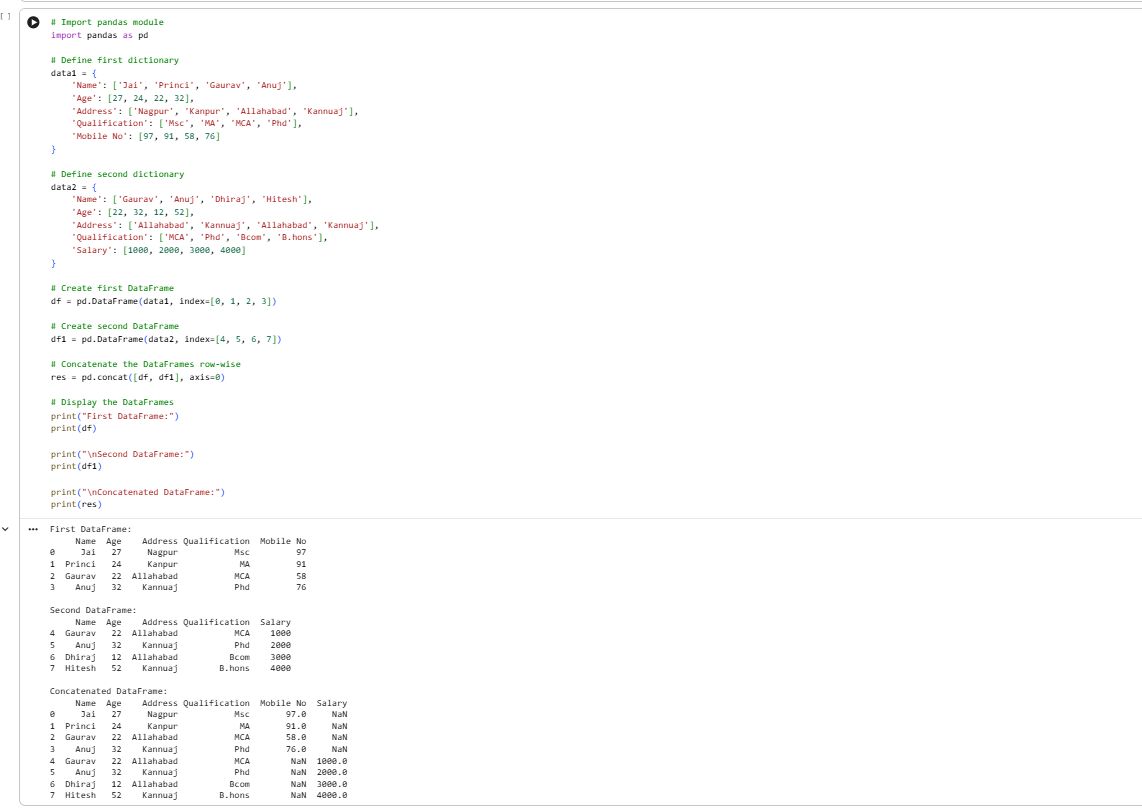 [ ]
# Import pandas module
import pandas as pd
# Define first dictionary
data1 = {
    'Name': ['Jai', 'Princi', 'Gaurav', 'Anuj'],
    'Age': [27, 24, 22, 32],
    'Address': ['Nagpur', 'Kanpur', 'Allahabad', 'Kannuaj'],
    'Qualification': ['Msc', 'MA', 'MCA', 'Phd'],
    'Mobile No': [97, 91, 58, 76]
}
# Define second dictionary
data2 = {
    'Name': ['Gaurav', 'Anuj', 'Dhiraj', 'Hitesh'],
    'Age': [22, 32, 12, 52],
    'Address': ['Allahabad', 'Kannuaj', 'Allahabad', 'Kannuaj'],
    'Qualification': ['MCA', 'Phd', 'Bcom', 'B.hons'],
    'Salary': [1000, 2000, 3000, 4000]
}
# Create first DataFrame
df = pd.DataFrame(data1, index=[0, 1, 2, 3])
# Create second DataFrame
df1 = pd.DataFrame(data2, index=[4, 5, 6, 7])
# Concatenate the DataFrames row-wise
res = pd.concat([df, df1], axis=0)
# Display the DataFrames
print("First DataFrame:")
print(df)
print("\nSecond DataFrame:")
print(df1)
print("\nConcatenated DataFrame:")
print(res)
First DataFrame:
     Name  Age    Address Qualification  Mobile No
0     Jai   27     Nagpur           Msc         97
1  Princi   24     Kanpur            MA         91
2  Gaurav   22  Allahabad           MCA         58
3    Anuj   32    Kannuaj           Phd         76
Second DataFrame:
     Name  Age    Address Qualification  Salary
4  Gaurav   22  Allahabad           MCA    1000
5    Anuj   32    Kannuaj           Phd    2000
6  Dhiraj   12  Allahabad          Bcom    3000
7  Hitesh   52    Kannuaj        B.hons    4000
Concatenated DataFrame:
     Name  Age    Address Qualification  Mobile No  Salary
0     Jai   27     Nagpur           Msc       97.0     NaN
1  Princi   24     Kanpur            MA       91.0     NaN
2  Gaurav   22  Allahabad           MCA       58.0     NaN
3    Anuj   32    Kannuaj           Phd       76.0     NaN
4  Gaurav   22  Allahabad           MCA        NaN  1000.0
5    Anuj   32    Kannuaj           Phd        NaN  2000.0
6  Dhiraj   12  Allahabad          Bcom        NaN  3000.0
7  Hitesh   52    Kannuaj        B.hons        NaN  4000.0